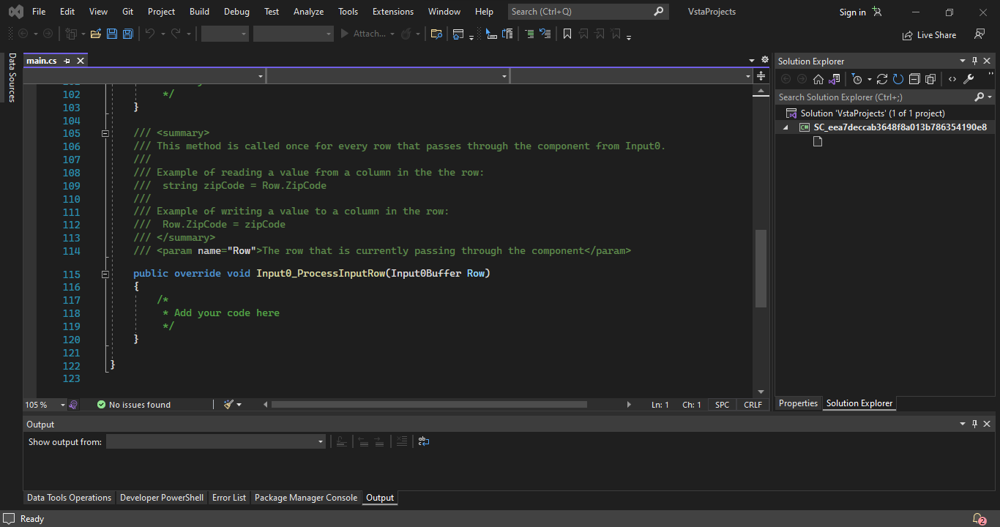 File Edit View Git Project Build Debug Test Analyze Tools Extensions Window Help Search (Ctrl+Q) VstaProjects Sign in
Attach... Live Share
Data Sources
main.cs
102 */
103 }
104
105 /// <summary>
106 /// This method is called once for every row that passes through the component from Input0.
107 ///
108 /// Example of reading a value from a column in the the row:
109 ///  string zipCode = Row.ZipCode
110 ///
111 /// Example of writing a value to a column in the row:
112 ///  Row.ZipCode = zipCode
113 /// </summary>
114 /// <param name="Row">The row that is currently passing through the component</param>
115 public override void Input0_ProcessInputRow(Input0Buffer Row)
116 {
117 /*
118 * Add your code here
119 */
120 }
121
122 }
123
105 % No issues found Ln: 1 Ch: 1 SPC CRLF
Solution Explorer
Search Solution Explorer (Ctrl+;)
Solution 'VstaProjects' (1 of 1 project)
C# SC_eea7deccab3648f8a013b786354190e8
Properties Solution Explorer
Output
Show output from:
Data Tools Operations Developer PowerShell Error List Package Manager Console Output
Ready 2